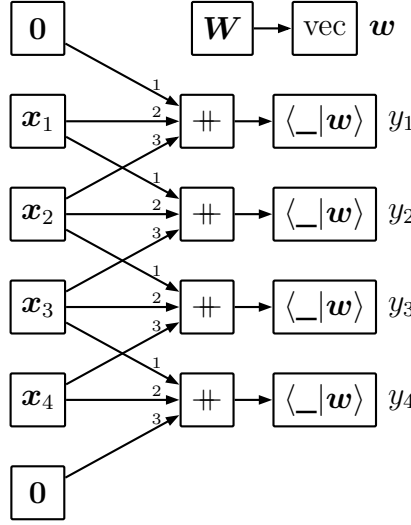 0 W vec w
1
x₁ 2 ⧺ ⟨_|w⟩ y₁
3
1
x₂ 2 ⧺ ⟨_|w⟩ y₂
3
1
x₃ 2 ⧺ ⟨_|w⟩ y₃
3
1
x₄ 2 ⧺ ⟨_|w⟩ y₄
3
0